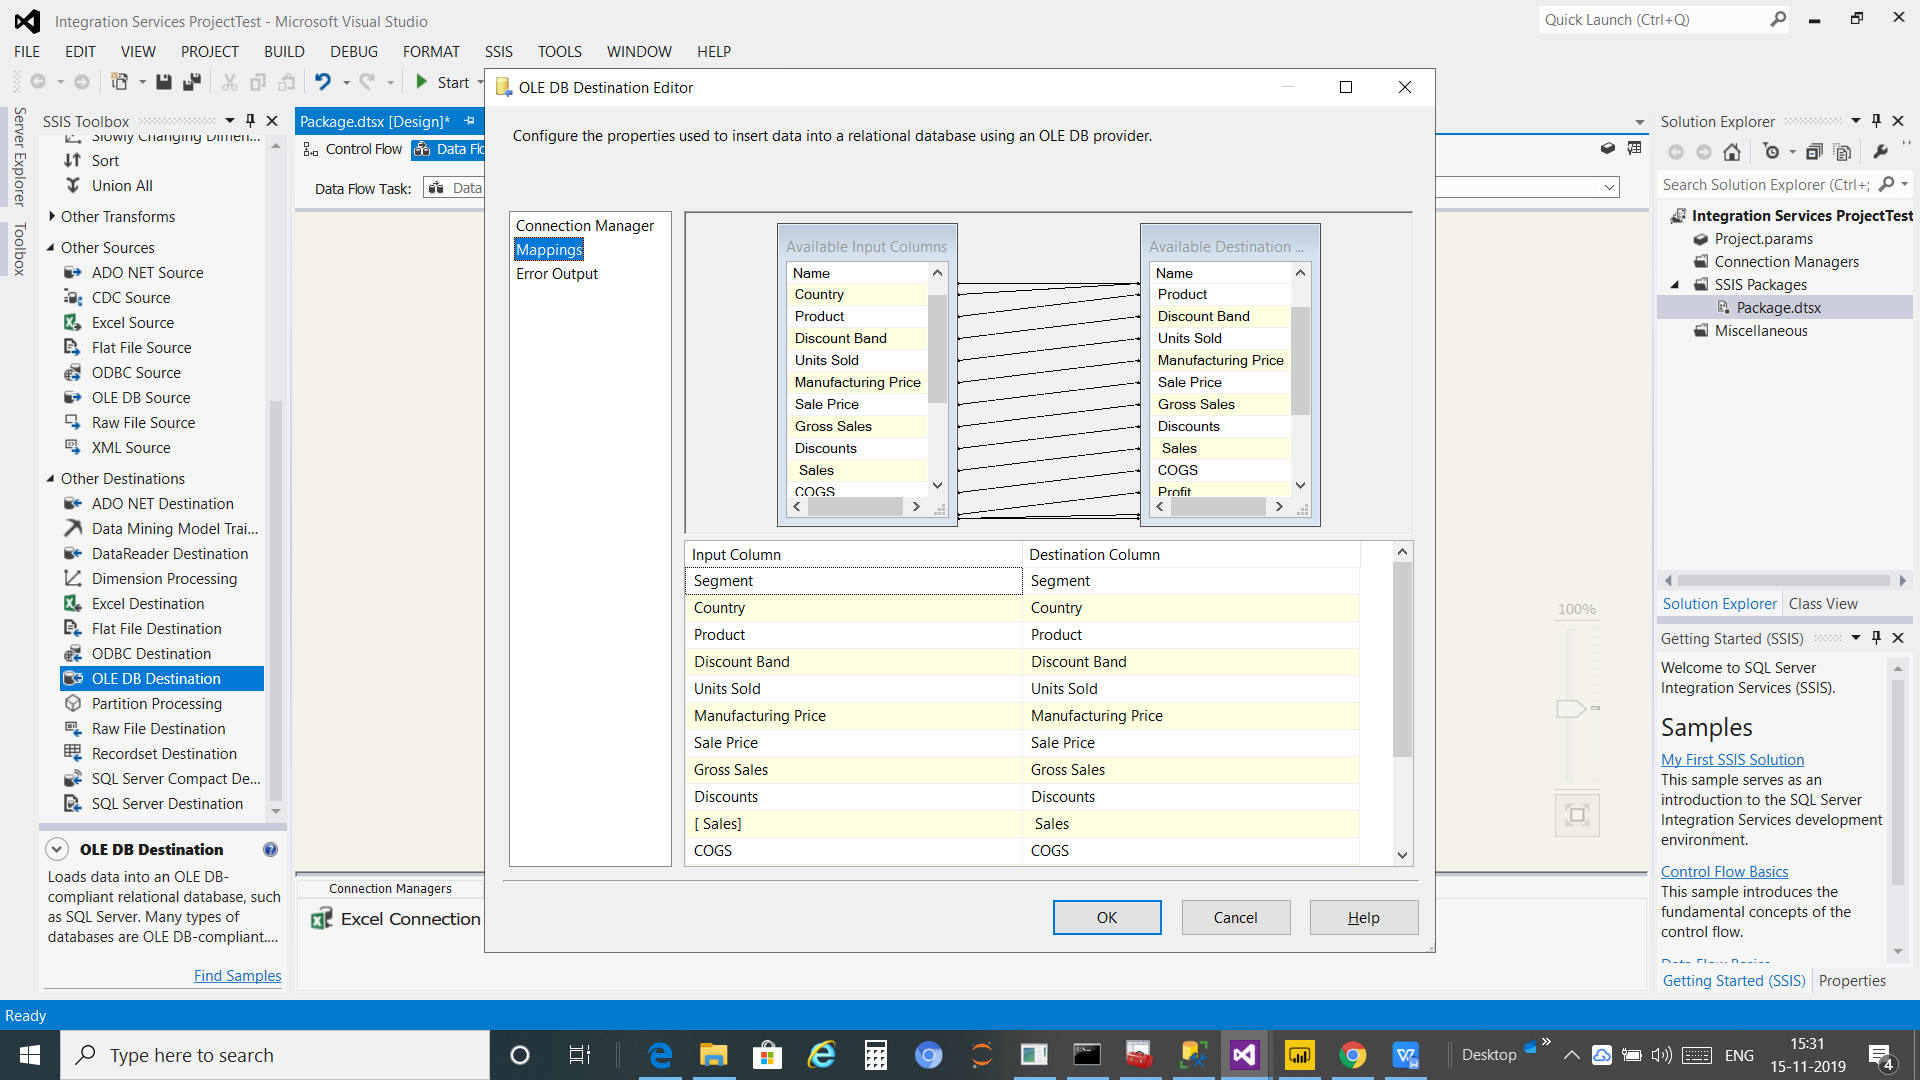 Integration Services ProjectTest - Microsoft Visual Studio
Quick Launch (Ctrl+Q)
FILE EDIT VIEW PROJECT BUILD DEBUG FORMAT SSIS TOOLS WINDOW HELP
Start
Server Explorer
Toolbox
SSIS Toolbox
Slowly Changing Dimen...
Sort
Union All
Other Transforms
Other Sources
ADO NET Source
CDC Source
Excel Source
Flat File Source
ODBC Source
OLE DB Source
Raw File Source
XML Source
Other Destinations
ADO NET Destination
Data Mining Model Trai...
DataReader Destination
Dimension Processing
Excel Destination
Flat File Destination
ODBC Destination
OLE DB Destination
Partition Processing
Raw File Destination
Recordset Destination
SQL Server Compact De...
SQL Server Destination
OLE DB Destination
Loads data into an OLE DB-
compliant relational database, such
as SQL Server. Many types of
databases are OLE DB-compliant....
Find Samples
Package.dtsx [Design]*
Control Flow
Data Flo
Data Flow Task:
Data
Connection Managers
Excel Connection
OLE DB Destination Editor
Configure the properties used to insert data into a relational database using an OLE DB provider.
Connection Manager
Mappings
Error Output
Available Input Columns
Name
Country
Product
Discount Band
Units Sold
Manufacturing Price
Sale Price
Gross Sales
Discounts
Sales
COGS
Available Destination ...
Name
Product
Discount Band
Units Sold
Manufacturing Price
Sale Price
Gross Sales
Discounts
Sales
COGS
Profit
Input Column Destination Column
Segment Segment
Country Country
Product Product
Discount Band Discount Band
Units Sold Units Sold
Manufacturing Price Manufacturing Price
Sale Price Sale Price
Gross Sales Gross Sales
Discounts Discounts
[ Sales] Sales
COGS COGS
OK Cancel Help
100%
Solution Explorer
Search Solution Explorer (Ctrl+;
Integration Services ProjectTest
Project.params
Connection Managers
SSIS Packages
Package.dtsx
Miscellaneous
Solution Explorer Class View
Getting Started (SSIS)
Welcome to SQL Server
Integration Services (SSIS).
Samples
My First SSIS Solution
This sample serves as an
introduction to the SQL Server
Integration Services development
environment.
Control Flow Basics
This sample introduces the
fundamental concepts of the
control flow.
Data Flow Basics
Getting Started (SSIS) Properties
Ready
Type here to search
Desktop
ENG
15:31
15-11-2019
4